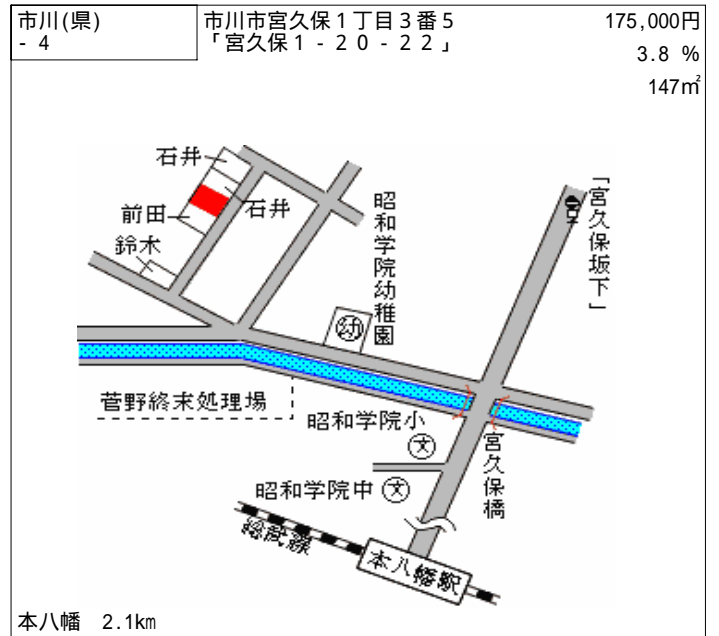 市川(県)
- 4
市川市宮久保１丁目３番５
「宮久保１-２０-２２」
175,000円
3.8 %
147㎡
石井
石井
前田
鈴木
昭和学院幼稚園
幼
「宮久保坂下」
菅野終末処理場
昭和学院小
文
昭和学院中
文
宮久保橋
総武線
本八幡駅
本八幡 2.1km